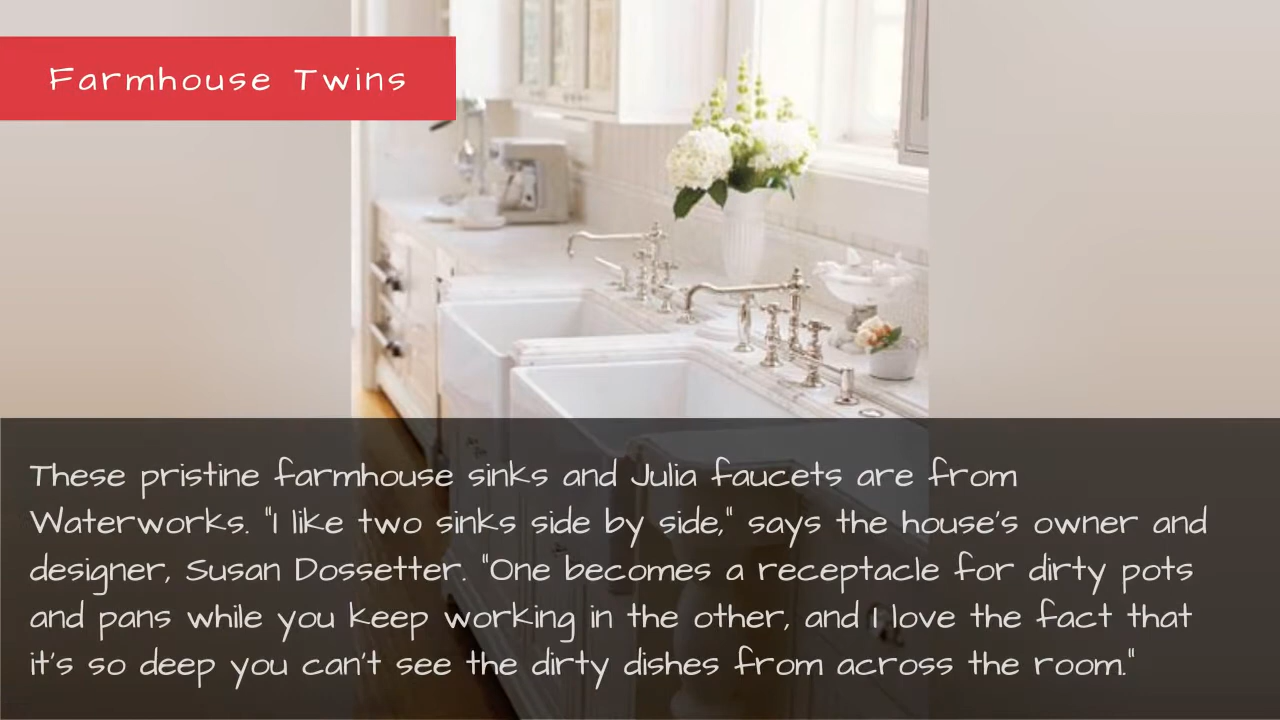 Farmhouse Twins
These pristine farmhouse sinks and Julia faucets are from
Waterworks. "I like two sinks side by side," says the house's owner and
designer, Susan Dossetter. "One becomes a receptacle for dirty pots
and pans while you keep working in the other, and I love the fact that
it's so deep you can't see the dirty dishes from across the room."